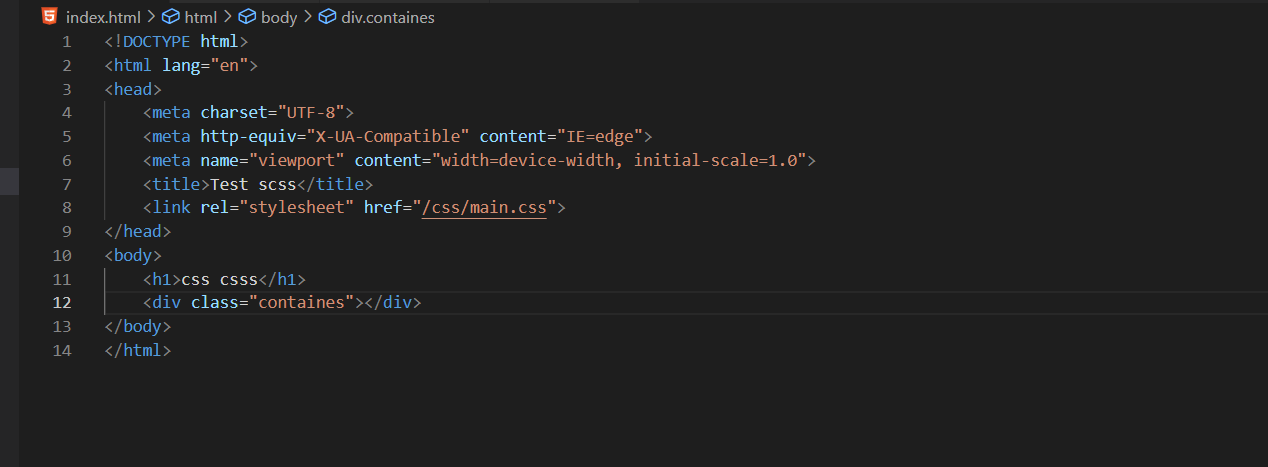 index.html > html > body > div.containes
1 <!DOCTYPE html>
2 <html lang="en">
3 <head>
4     <meta charset="UTF-8">
5     <meta http-equiv="X-UA-Compatible" content="IE=edge">
6     <meta name="viewport" content="width=device-width, initial-scale=1.0">
7     <title>Test scss</title>
8     <link rel="stylesheet" href="/css/main.css">
9 </head>
10 <body>
11     <h1>css csss</h1>
12     <div class="containes"></div>
13 </body>
14 </html>